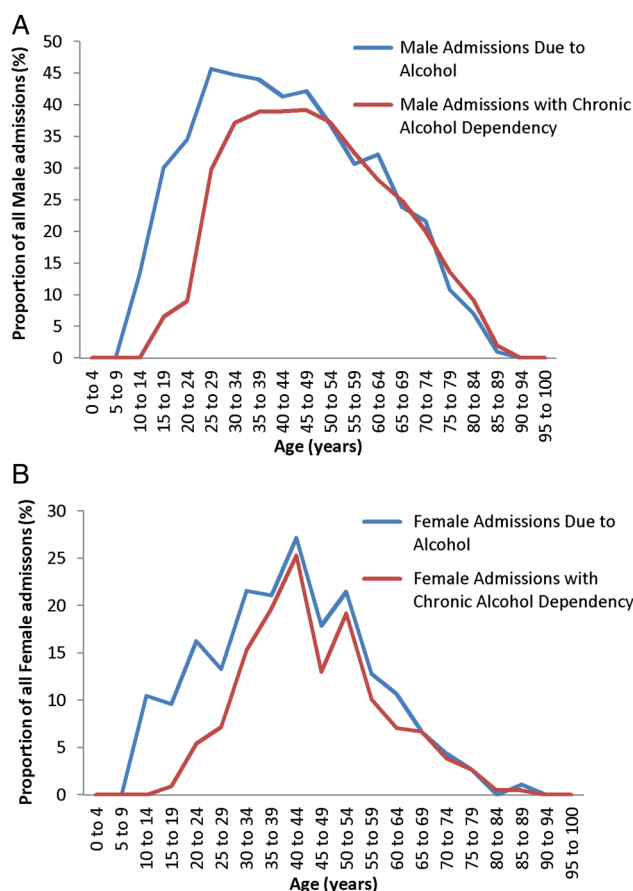 A
Proportion of all Male admissions (%)
50
45
40
35
30
25
20
15
10
5
0
Male Admissions Due to
Alcohol
Male Admissions with Chronic
Alcohol Dependency
0 to 4
5 to 9
10 to 14
15 to 19
20 to 24
25 to 29
30 to 34
35 to 39
40 to 44
45 to 49
50 to 54
55 to 59
60 to 64
65 to 69
70 to 74
75 to 79
80 to 84
85 to 89
90 to 94
95 to 100
Age (years)
B
Proportion of all Female admissons (%)
30
25
20
15
10
5
0
Female Admissions Due to
Alcohol
Female Admissions with
Chronic Alcohol Dependency
0 to 4
5 to 9
10 to 14
15 to 19
20 to 24
25 to 29
30 to 34
35 to 39
40 to 44
45 to 49
50 to 54
55 to 59
60 to 64
65 to 69
70 to 74
75 to 79
80 to 84
85 to 89
90 to 94
95 to 100
Age (years)